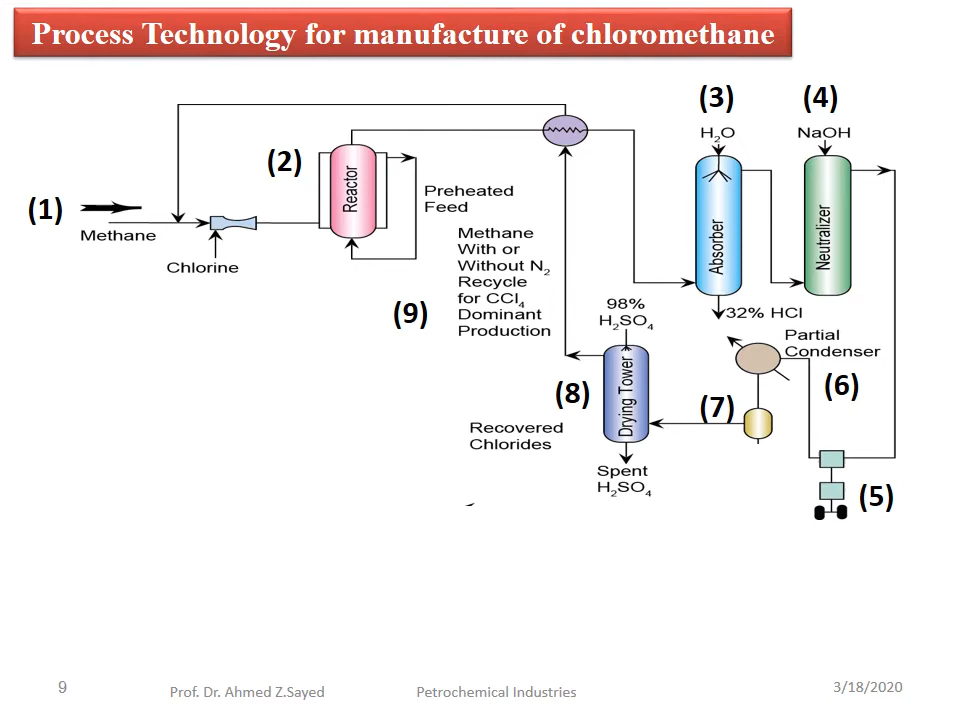 Process Technology for manufacture of chloromethane
(3)
(4)
H₂O
NaOH
(2)
Reactor
(1)
Methane
Chlorine
Preheated
Feed
Methane
With or
Without N₂
Recycle
for CCl₄
Dominant
Production
(9)
Absorber
Neutralizer
32% HCl
98%
H₂SO₄
Partial
Condenser
(6)
(8)
Drying Tower
(7)
Recovered
Chlorides
Spent
H₂SO₄
(5)
9
Prof. Dr. Ahmed Z.Sayed
Petrochemical Industries
3/18/2020